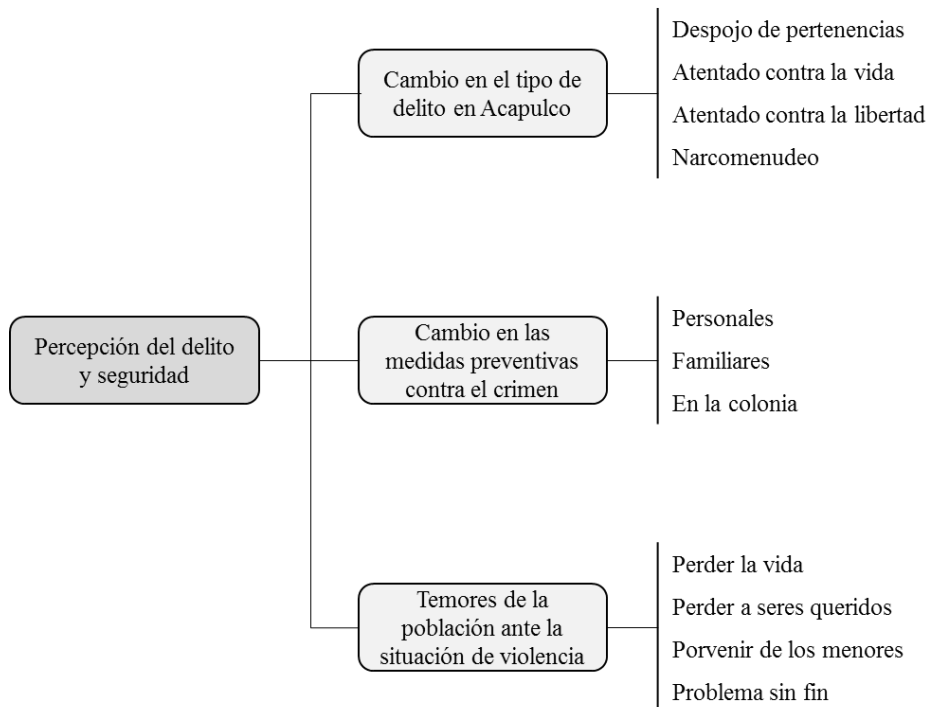 Percepción del delito
y seguridad
Cambio en el tipo de
delito en Acapulco
Despojo de pertenencias
Atentado contra la vida
Atentado contra la libertad
Narcomenudeo
Cambio en las
medidas preventivas
contra el crimen
Personales
Familiares
En la colonia
Temores de la
población ante la
situación de violencia
Perder la vida
Perder a seres queridos
Porvenir de los menores
Problema sin fin